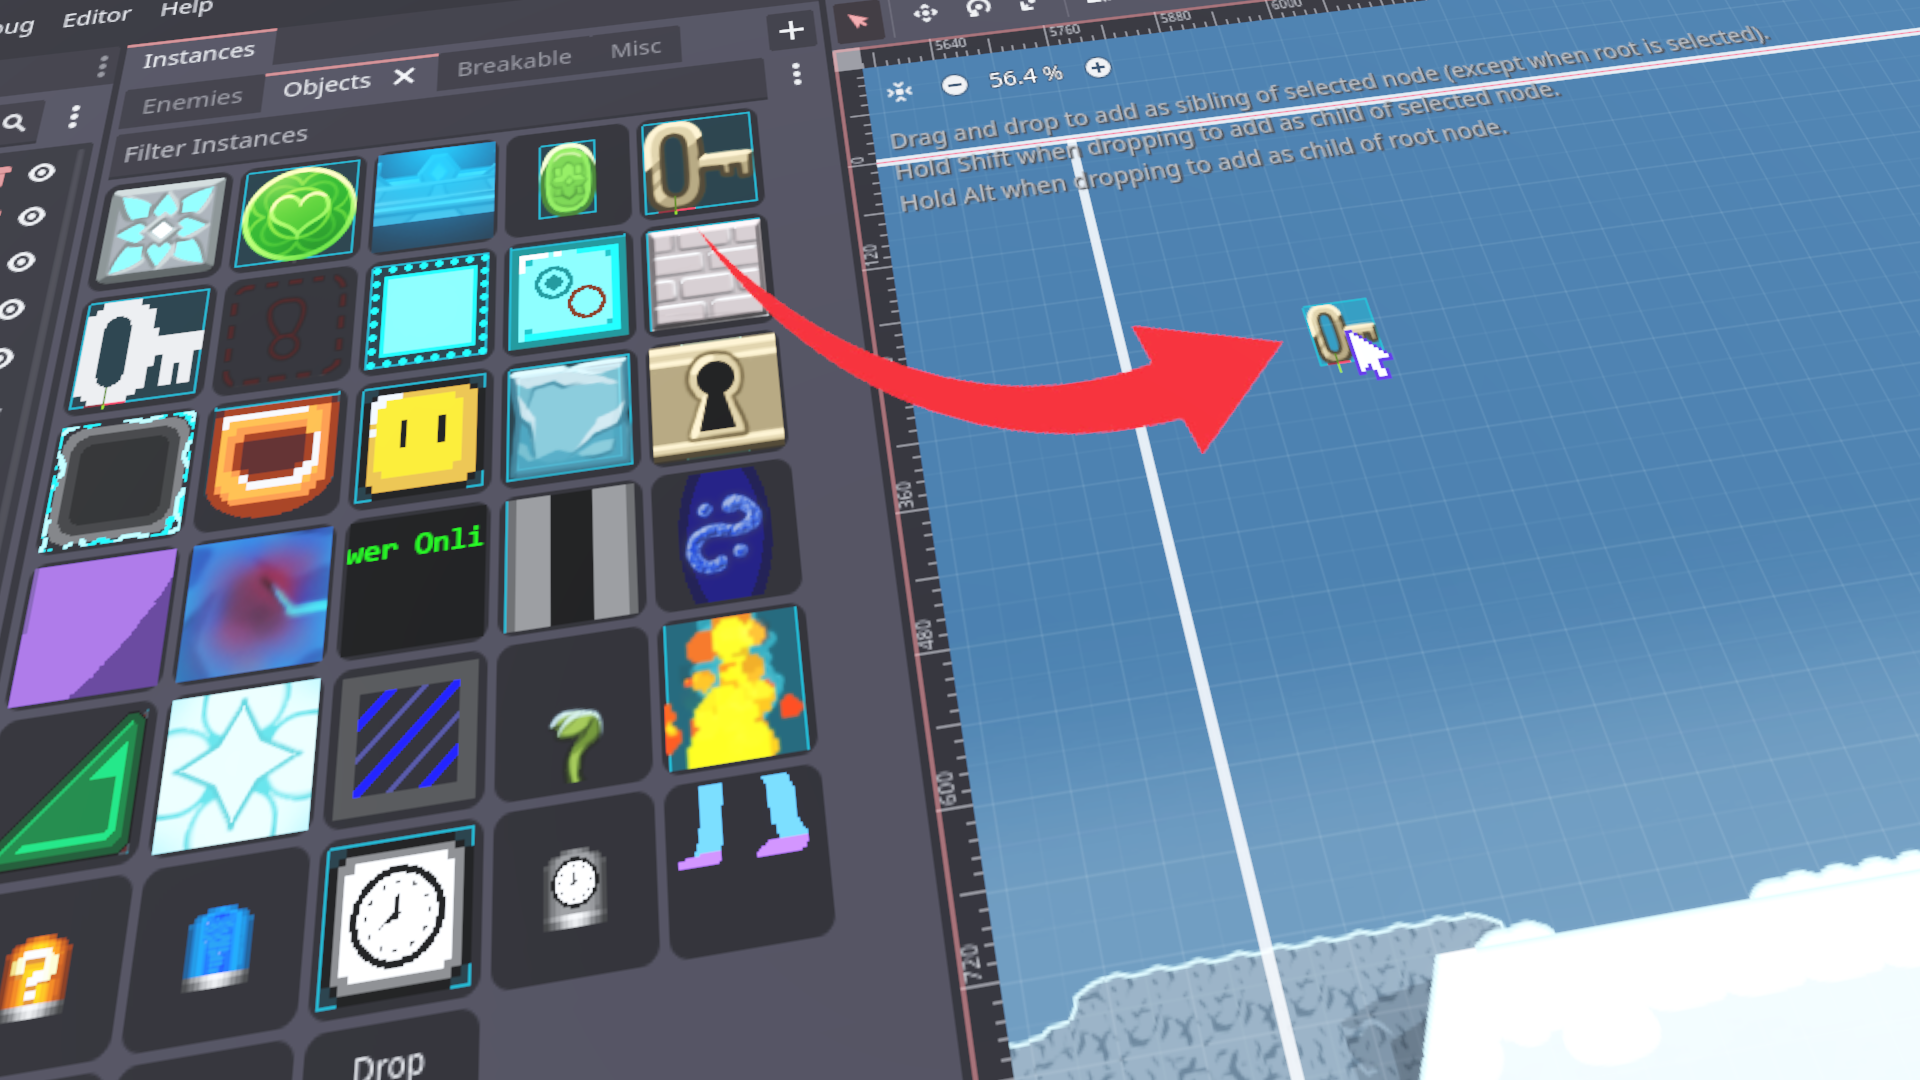 Editor
Help
Instances
Enemies
Objects
Breakable
Misc
Filter Instances
wer Onli
?
Drop
5640
5760
5880
6000
56.4 %
Drag and drop to add as sibling of selected node (except when root is selected).
Hold Shift when dropping to add as child of selected node.
Hold Alt when dropping to add as child of root node.
0
120
360
480
600
720